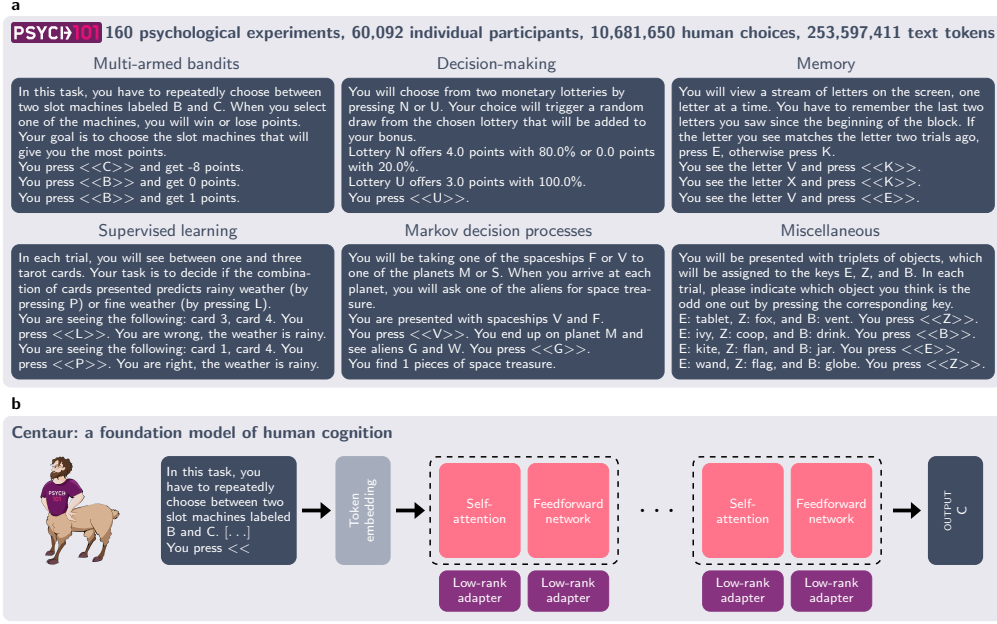 a
PSYCH101 160 psychological experiments, 60,092 individual participants, 10,681,650 human choices, 253,597,411 text tokens
Multi-armed bandits
In this task, you have to repeatedly choose between
two slot machines labeled B and C. When you select
one of the machines, you will win or lose points.
Your goal is to choose the slot machines that will
give you the most points.
You press <<C>> and get -8 points.
You press <<B>> and get 0 points.
You press <<B>> and get 1 points.
Decision-making
You will choose from two monetary lotteries by
pressing N or U. Your choice will trigger a random
draw from the chosen lottery that will be added to
your bonus.
Lottery N offers 4.0 points with 80.0% or 0.0 points
with 20.0%.
Lottery U offers 3.0 points with 100.0%.
You press <<U>>.
Memory
You will view a stream of letters on the screen, one
letter at a time. You have to remember the last two
letters you saw since the beginning of the block. If
the letter you see matches the letter two trials ago,
press E, otherwise press K.
You see the letter V and press <<K>>.
You see the letter X and press <<K>>.
You see the letter V and press <<E>>.
Supervised learning
In each trial, you will see between one and three
tarot cards. Your task is to decide if the combina-
tion of cards presented predicts rainy weather (by
pressing P) or fine weather (by pressing L).
You are seeing the following: card 3, card 4. You
press <<L>>. You are wrong, the weather is rainy.
You are seeing the following: card 1, card 4. You
press <<P>>. You are right, the weather is rainy.
Markov decision processes
You will be taking one of the spaceships F or V to
one of the planets M or S. When you arrive at each
planet, you will ask one of the aliens for space trea-
sure.
You are presented with spaceships V and F.
You press <<V>>. You end up on planet M and
see aliens G and W. You press <<G>>.
You find 1 pieces of space treasure.
Miscellaneous
You will be presented with triplets of objects, which
will be assigned to the keys E, Z, and B. In each
trial, please indicate which object you think is the
odd one out by pressing the corresponding key.
E: tablet, Z: fox, and B: vent. You press <<Z>>.
E: ivy, Z: coop, and B: drink. You press <<B>>.
E: kite, Z: flan, and B: jar. You press <<E>>.
E: wand, Z: flag, and B: globe. You press <<Z>>.
b
Centaur: a foundation model of human cognition
PSYCH
101
In this task, you
have to repeatedly
choose between two
slot machines labeled
B and C. [...]
You press <<
Token
embedding
Self-
attention
Feedforward
network
Low-rank
adapter
Low-rank
adapter
. . .
Self-
attention
Feedforward
network
Low-rank
adapter
Low-rank
adapter
OUTPUT
C